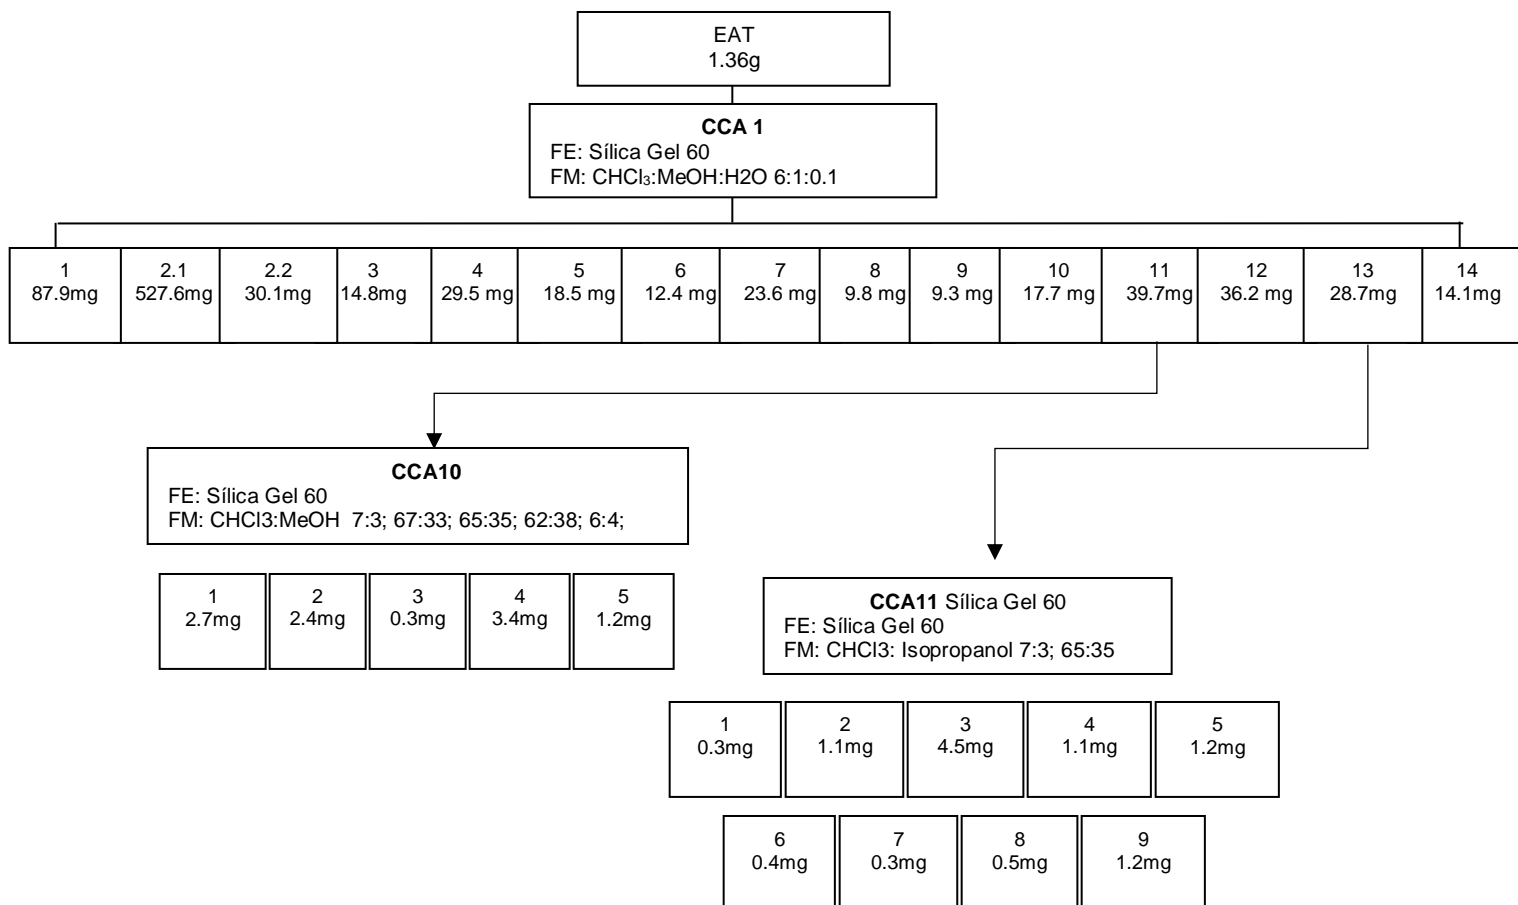 EAT
1.36g
CCA 1
FE: Sílica Gel 60
FM: CHCl₃:MeOH:H2O 6:1:0.1
1
87.9mg
2.1
527.6mg
2.2
30.1mg
3
14.8mg
4
29.5 mg
5
18.5 mg
6
12.4 mg
7
23.6 mg
8
9.8 mg
9
9.3 mg
10
17.7 mg
11
39.7mg
12
36.2 mg
13
28.7mg
14
14.1mg
CCA10
FE: Sílica Gel 60
FM: CHCl3:MeOH 7:3; 67:33; 65:35; 62:38; 6:4;
1
2.7mg
2
2.4mg
3
0.3mg
4
3.4mg
5
1.2mg
CCA11 Sílica Gel 60
FE: Sílica Gel 60
FM: CHCl3: Isopropanol 7:3; 65:35
1
0.3mg
2
1.1mg
3
4.5mg
4
1.1mg
5
1.2mg
6
0.4mg
7
0.3mg
8
0.5mg
9
1.2mg